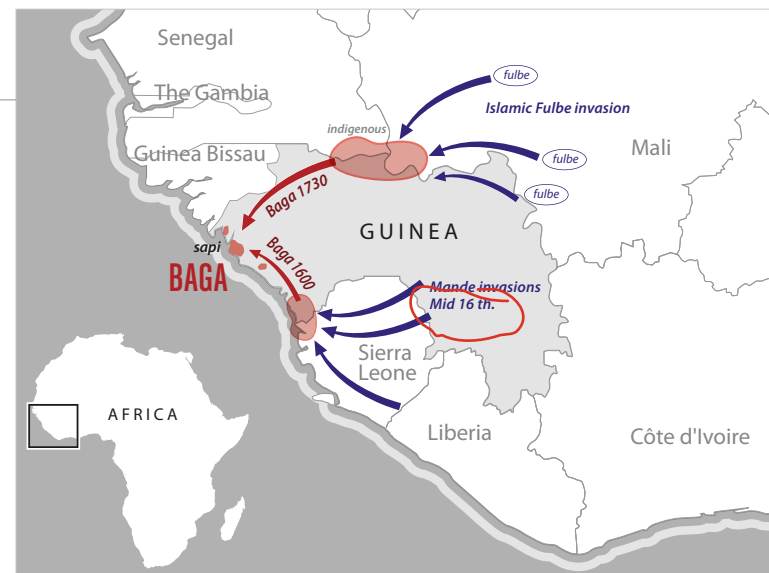 Senegal
fulbe
The Gambia
Islamic Fulbe invasion
indigenous
Guinea Bissau
Mali
fulbe
fulbe
Baga 1730
GUINEA
sapi
BAGA
Baga 1600
Mande invasions
Mid 16 th.
Sierra
Leone
AFRICA
Liberia
Côte d'Ivoire